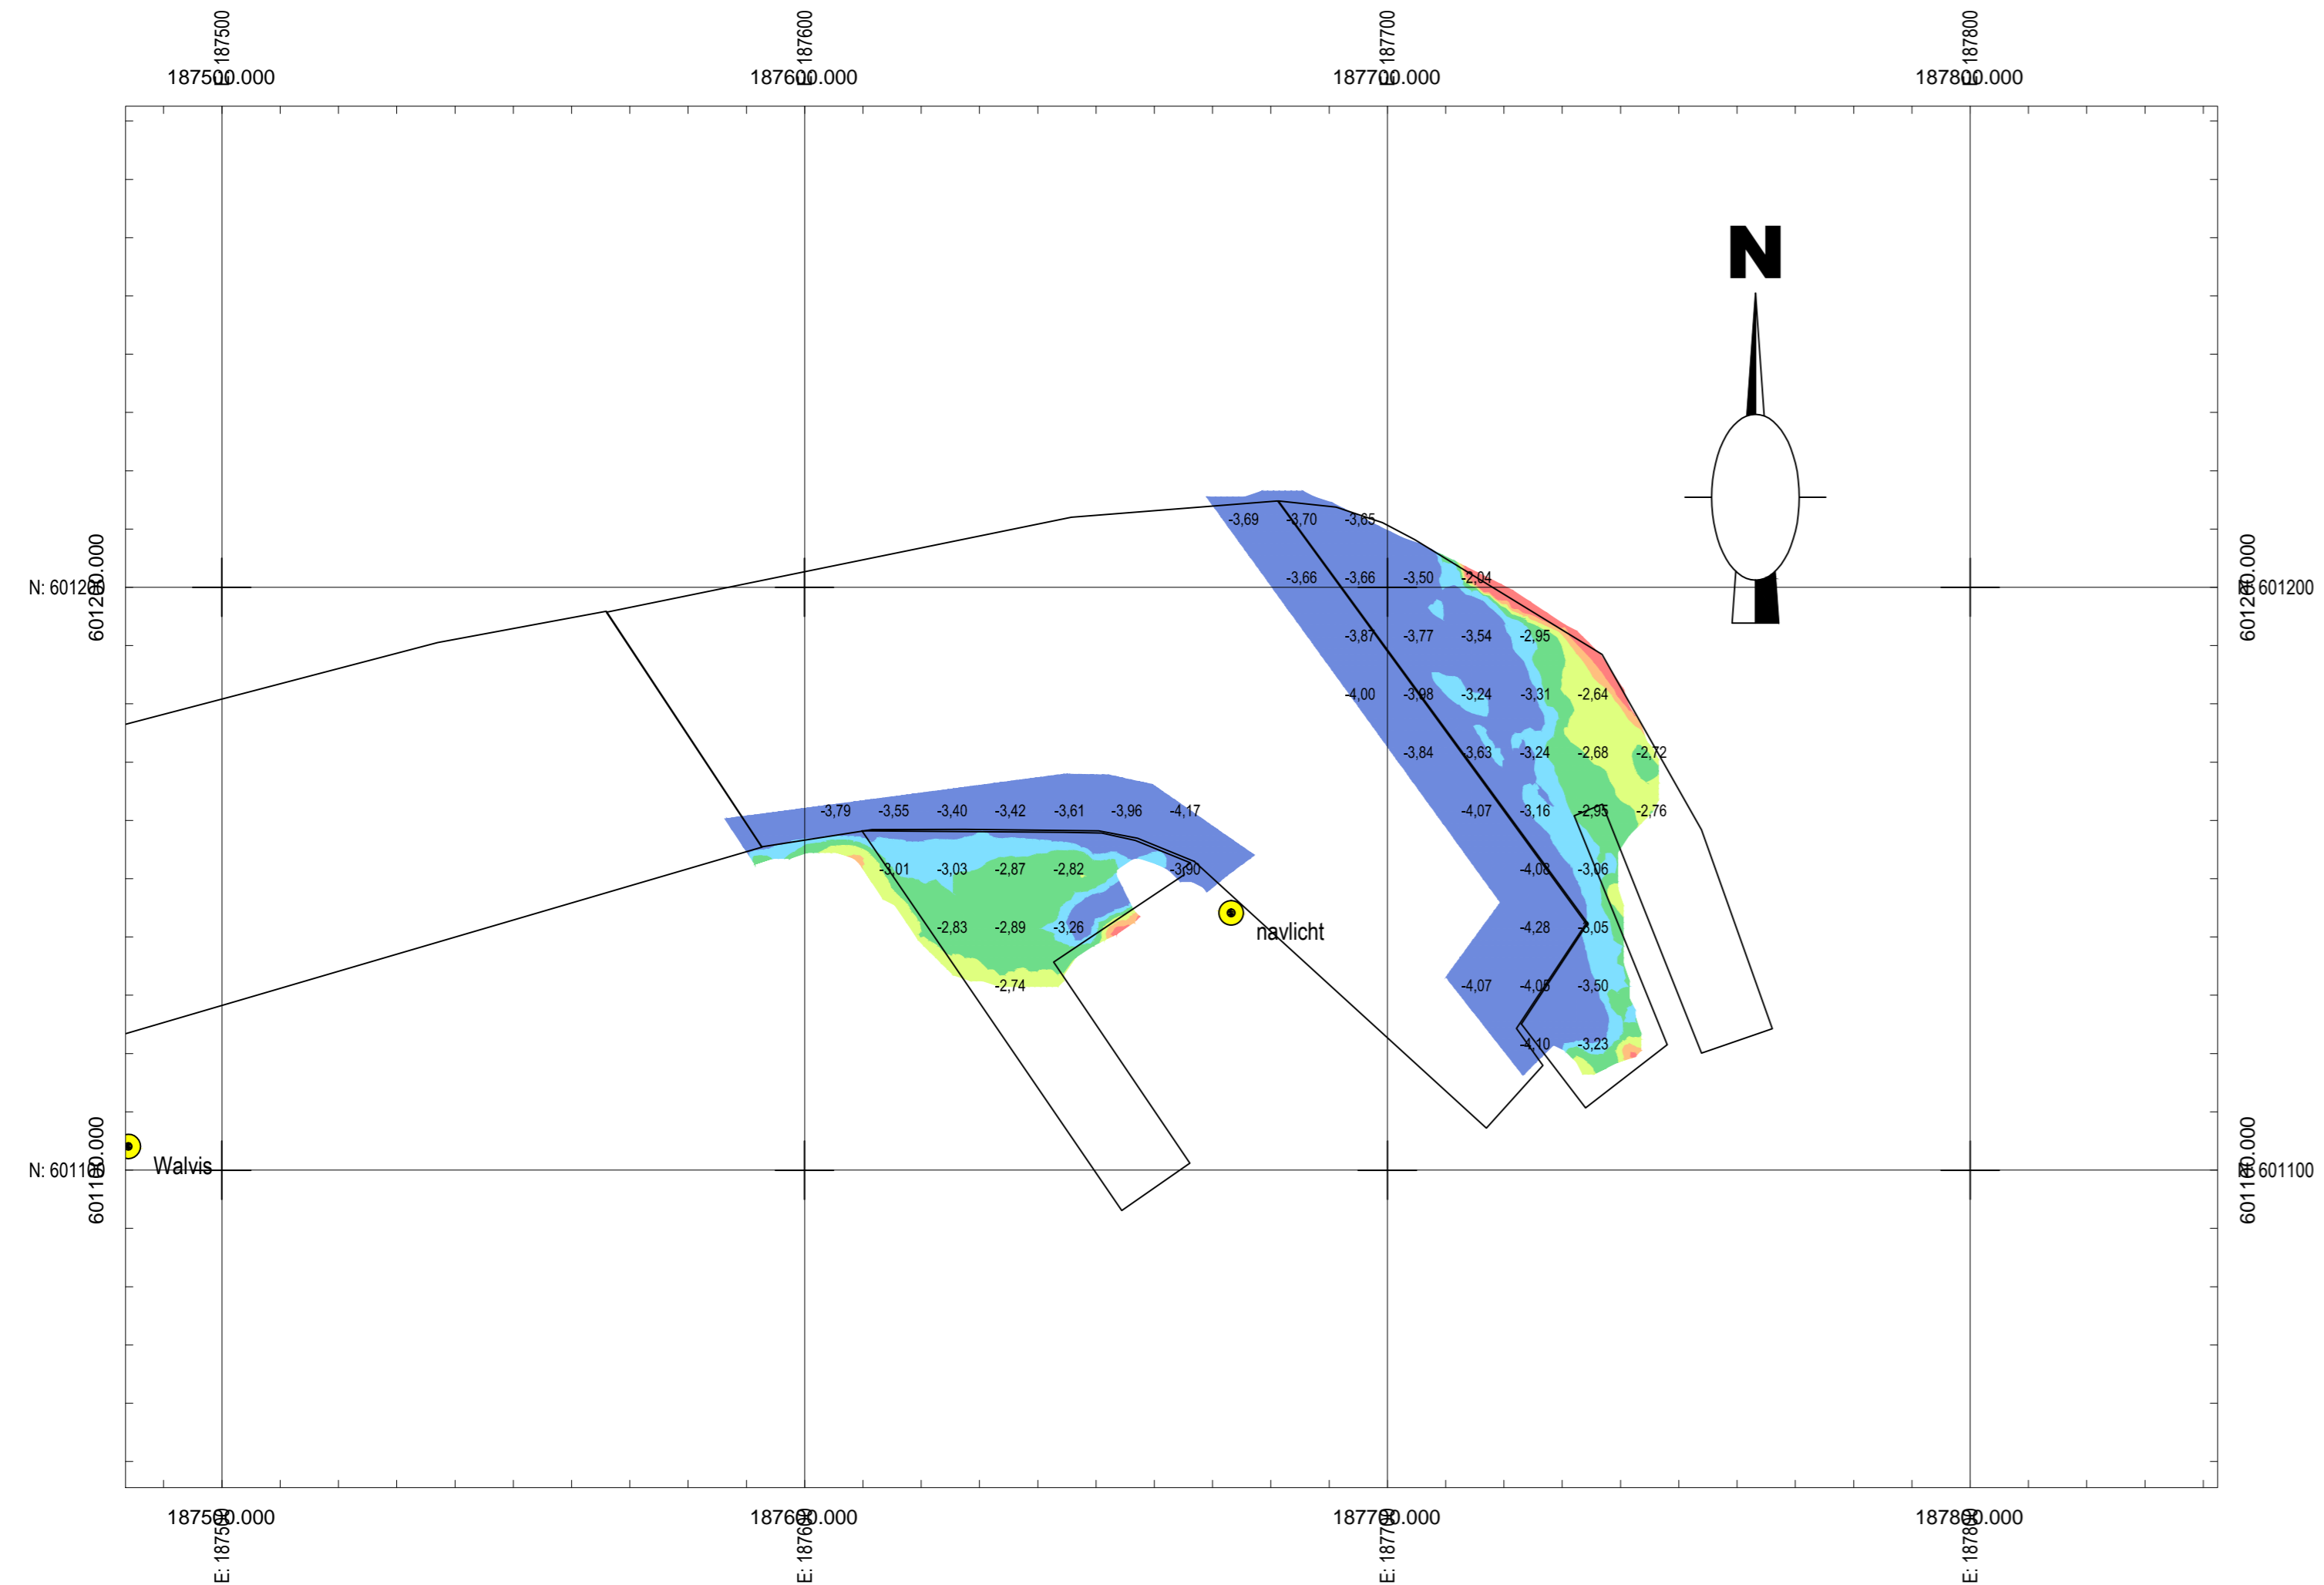 E: 187500 E: 187600 E: 187700 E: 187800
187500.000 187600.000 187700.000 187800.000
N
-3,69 -3,70 -3,65
N: 601200 601200.000 -3,66 -3,66 -3,50 -2,04 601200.000 N: 601200
-3,87 -3,77 -3,54 -2,95
-4,00 -3,98 -3,24 -3,31 -2,64
-3,84 -3,63 -3,24 -2,68 -2,72
-3,79 -3,55 -3,40 -3,42 -3,61 -3,96 -4,17 -4,07 -3,16 -2,95 -2,76
-3,01 -3,03 -2,87 -2,82 -3,90 -4,08 -3,06
-2,83 -2,89 -3,26 navlicht -4,28 -3,05
-2,74 -4,07 -4,05 -3,50
-4,10 -3,23
N: 601100 601100.000 Walvis 601100.000 N: 601100
187500.000 187600.000 187700.000 187800.000
E: 187500 E: 187600 E: 187700 E: 187800